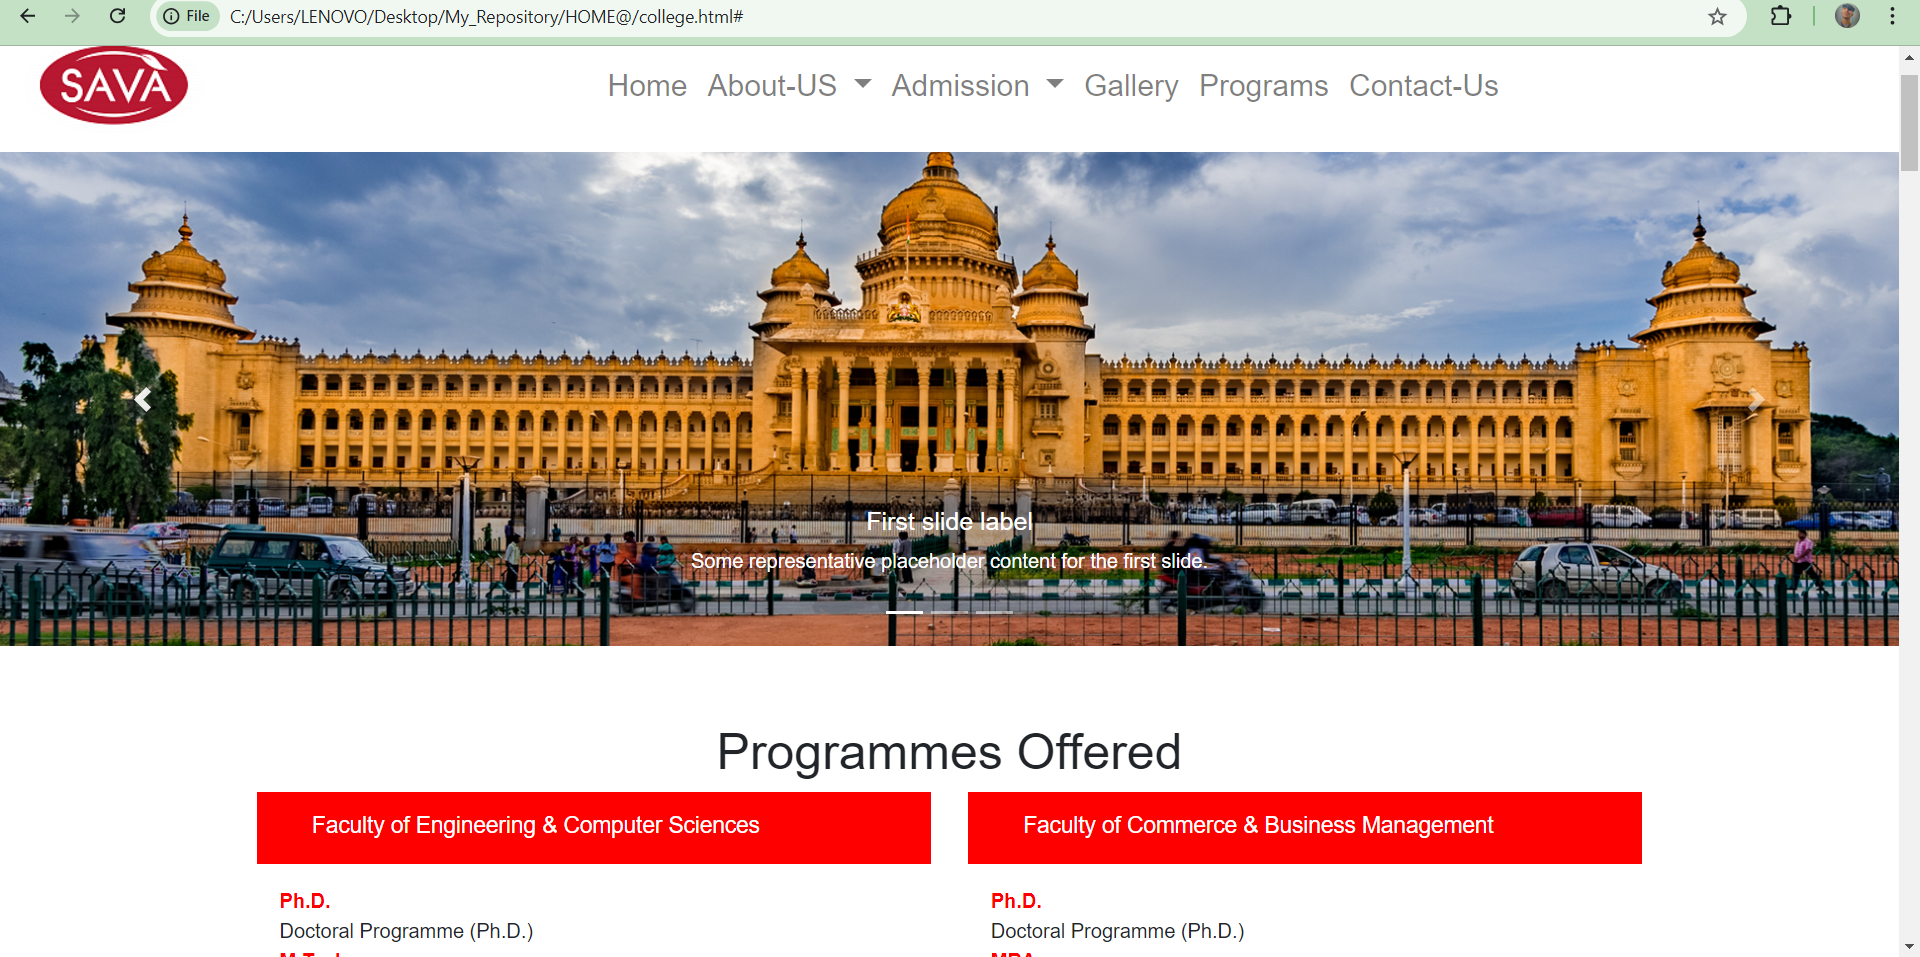 File C:/Users/LENOVO/Desktop/My_Repository/HOME@/college.html#
SAVA
Home About-US Admission Gallery Programs Contact-Us
First slide label
Some representative placeholder content for the first slide.
Programmes Offered
Faculty of Engineering & Computer Sciences
Faculty of Commerce & Business Management
Ph.D.
Doctoral Programme (Ph.D.)
Ph.D.
Doctoral Programme (Ph.D.)